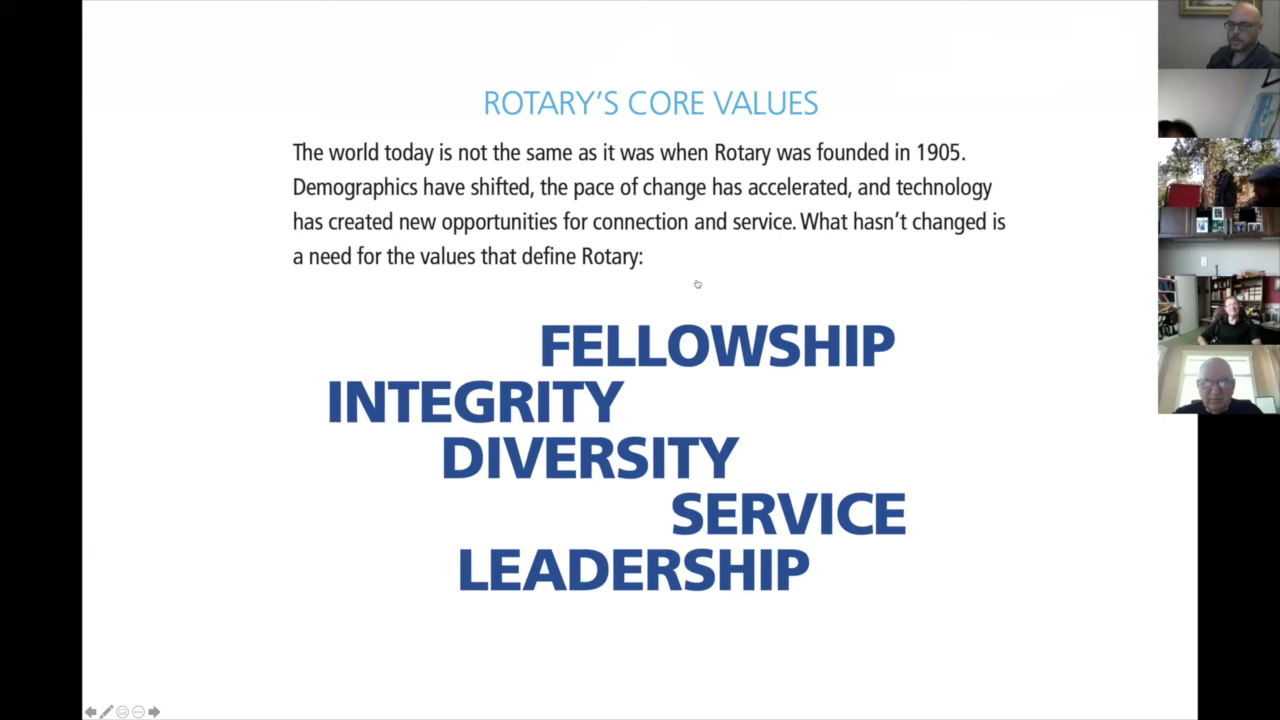 ROTARY’S CORE VALUES
The world today is not the same as it was when Rotary was founded in 1905.
Demographics have shifted, the pace of change has accelerated, and technology
has created new opportunities for connection and service. What hasn’t changed is
a need for the values that define Rotary:
FELLOWSHIP
INTEGRITY
DIVERSITY
SERVICE
LEADERSHIP